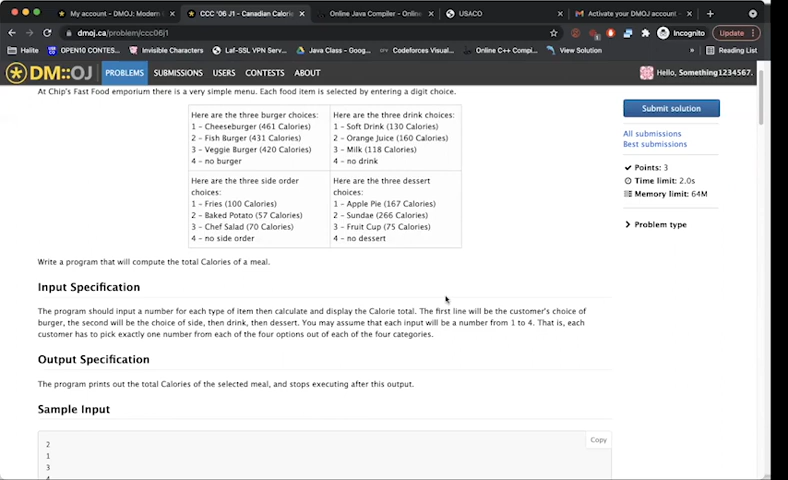 My account - DMOJ: Modern
CCC '06 J1 - Canadian Calorie
Online Java Compiler - Online
USACO
Activate your DMOJ account -
dmoj.ca/problem/ccc06j1
Incognito
Update
Halite
OPEN10 CONTES...
Invisible Characters
Laf-SSL VPN Serv...
Java Class - Goog...
Codeforces Visual...
Online C++ Compi...
View Solution
»
Reading List
DM::OJ
PROBLEMS
SUBMISSIONS
USERS
CONTESTS
ABOUT
Hello, Something1234567.
At Chip's Fast Food emporium there is a very simple menu. Each food item is selected by entering a digit choice.
Here are the three burger choices:
1 - Cheeseburger (461 Calories)
2 - Fish Burger (431 Calories)
3 - Veggie Burger (420 Calories)
4 - no burger
Here are the three drink choices:
1 - Soft Drink (130 Calories)
2 - Orange Juice (160 Calories)
3 - Milk (118 Calories)
4 - no drink
Here are the three side order
choices:
1 - Fries (100 Calories)
2 - Baked Potato (57 Calories)
3 - Chef Salad (70 Calories)
4 - no side order
Here are the three dessert
choices:
1 - Apple Pie (167 Calories)
2 - Sundae (266 Calories)
3 - Fruit Cup (75 Calories)
4 - no dessert
Submit solution
All submissions
Best submissions
Points: 3
Time limit: 2.0s
Memory limit: 64M
Problem type
Write a program that will compute the total Calories of a meal.
Input Specification
The program should input a number for each type of item then calculate and display the Calorie total. The first line will be the customer's choice of
burger, the second will be the choice of side, then drink, then dessert. You may assume that each input will be a number from 1 to 4. That is, each
customer has to pick exactly one number from each of the four options out of each of the four categories.
Output Specification
The program prints out the total Calories of the selected meal, and stops executing after this output.
Sample Input
Copy
2
1
3
4